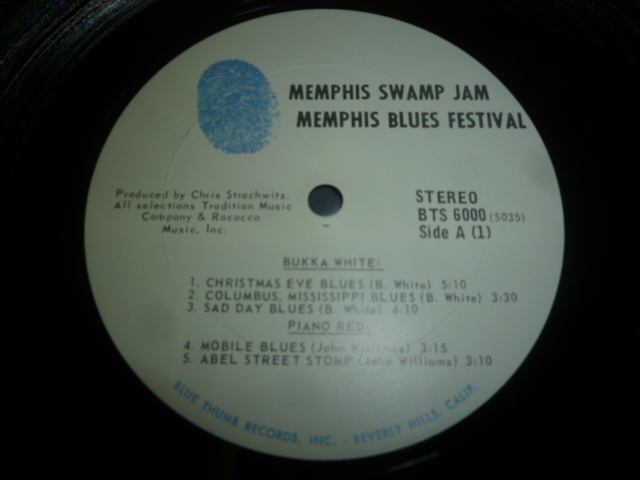 MEMPHIS SWAMP JAM
MEMPHIS BLUES FESTIVAL
Produced by Chris Strachwitz.
All selections Tradition Music
Company & Rococco
Music, Inc.
STEREO
BTS 6000 (5035)
Side A (1)
BUKKA WHITE:
1. CHRISTMAS EVE BLUES (B. White) 5:10
2. COLUMBUS, MISSISSIPPI BLUES (B. White) 3:30
3. SAD DAY BLUES (B. White) 4:10
PIANO RED:
4. MOBILE BLUES (John Williams) 3:15
5. ABEL STREET STOMP (John Williams) 3:10
BLUE THUMB RECORDS, INC. - BEVERLY HILLS, CALIF.